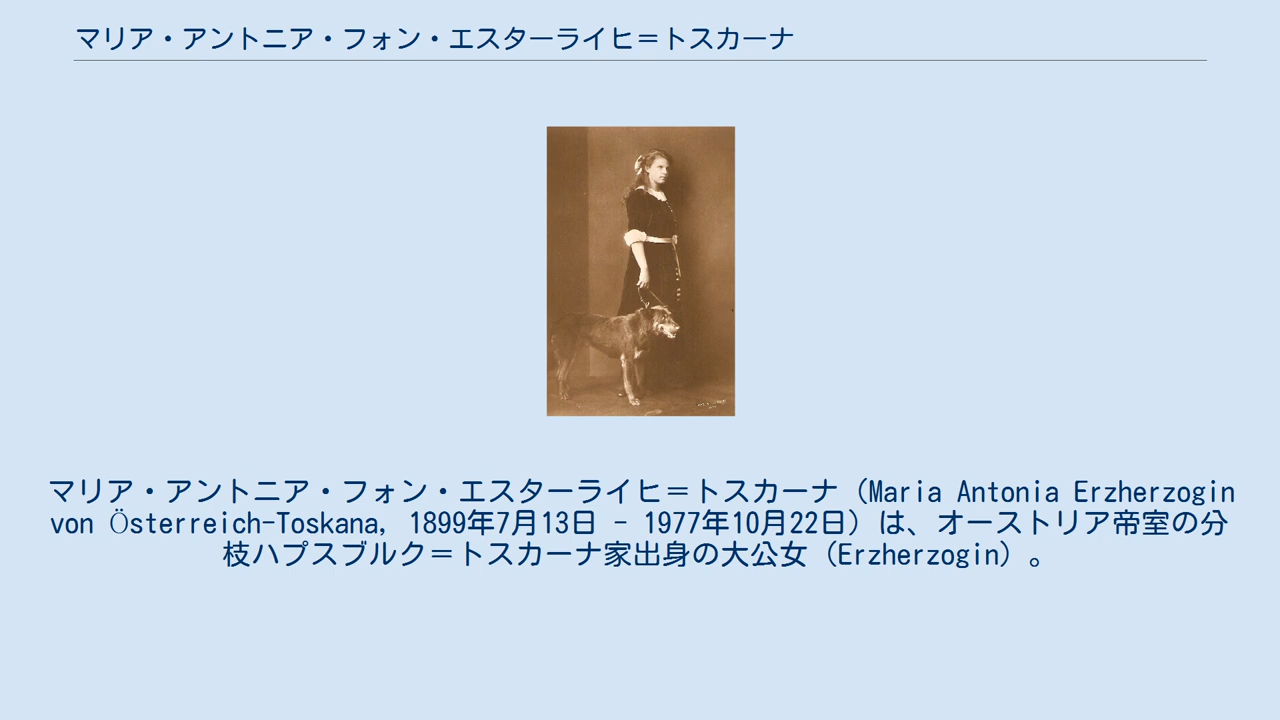 マリア・アントニア・フォン・エスターライヒ＝トスカーナ
マリア・アントニア・フォン・エスターライヒ＝トスカーナ（Maria Antonia Erzherzogin
von Österreich-Toskana, 1899年7月13日 - 1977年10月22日）は、オーストリア帝室の分
枝ハプスブルク＝トスカーナ家出身の大公女（Erzherzogin）。